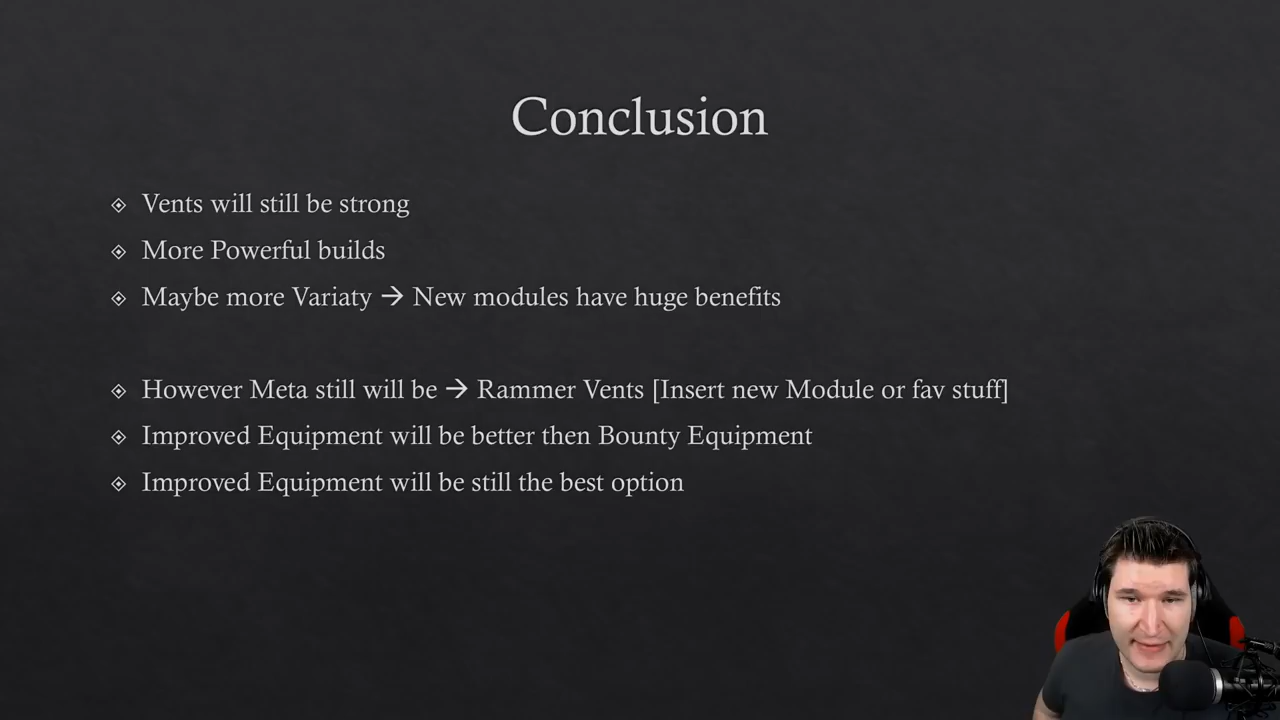 Conclusion
Vents will still be strong
More Powerful builds
Maybe more Variaty → New modules have huge benefits
However Meta still will be → Rammer Vents [Insert new Module or fav stuff]
Improved Equipment will be better then Bounty Equipment
Improved Equipment will be still the best option